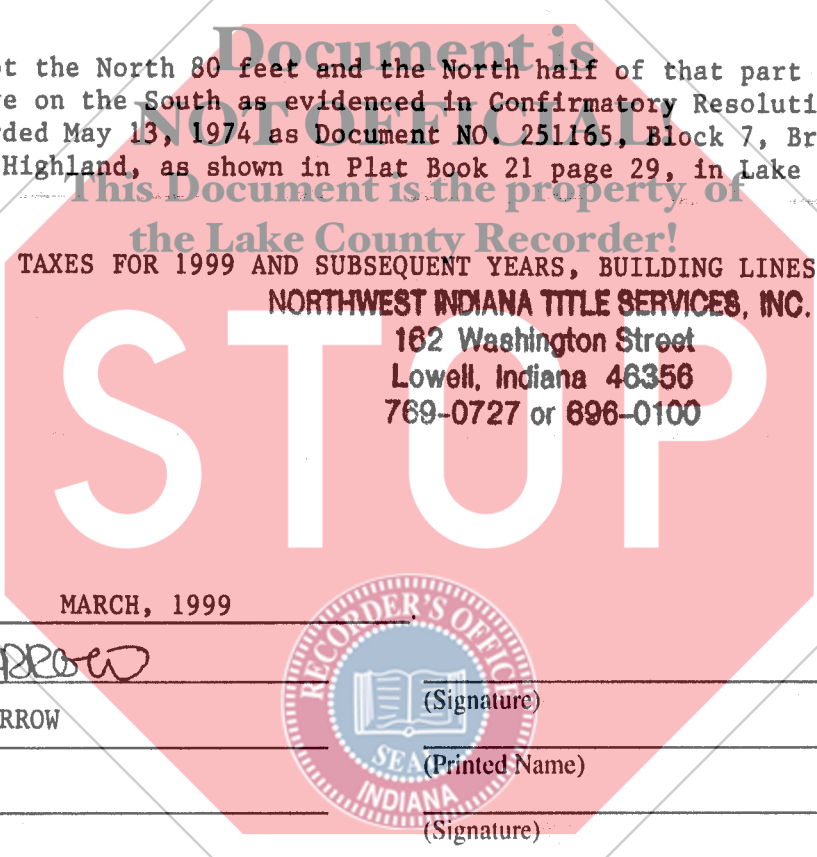 Document is
ot the North 80 feet and the North half of that part
ve on the South as evidenced in Confirmatory Resoluti
NOT OFFICIAL
ded May 13, 1974 as Document NO. 251165, Block 7, Br
Highland, as shown in Plat Book 21 page 29, in Lake
This Document is the property of
the Lake County Recorder!
TAXES FOR 1999 AND SUBSEQUENT YEARS, BUILDING LINES
NORTHWEST INDIANA TITLE SERVICES, INC.
162 Washington Street
Lowell, Indiana 46356
769-0727 or 696-0100
STOP
MARCH, 1999
RECORDER'S OFFICE
SEAL
INDIANA
ARROW
(Signature)
RROW
(Printed Name)
(Signature)